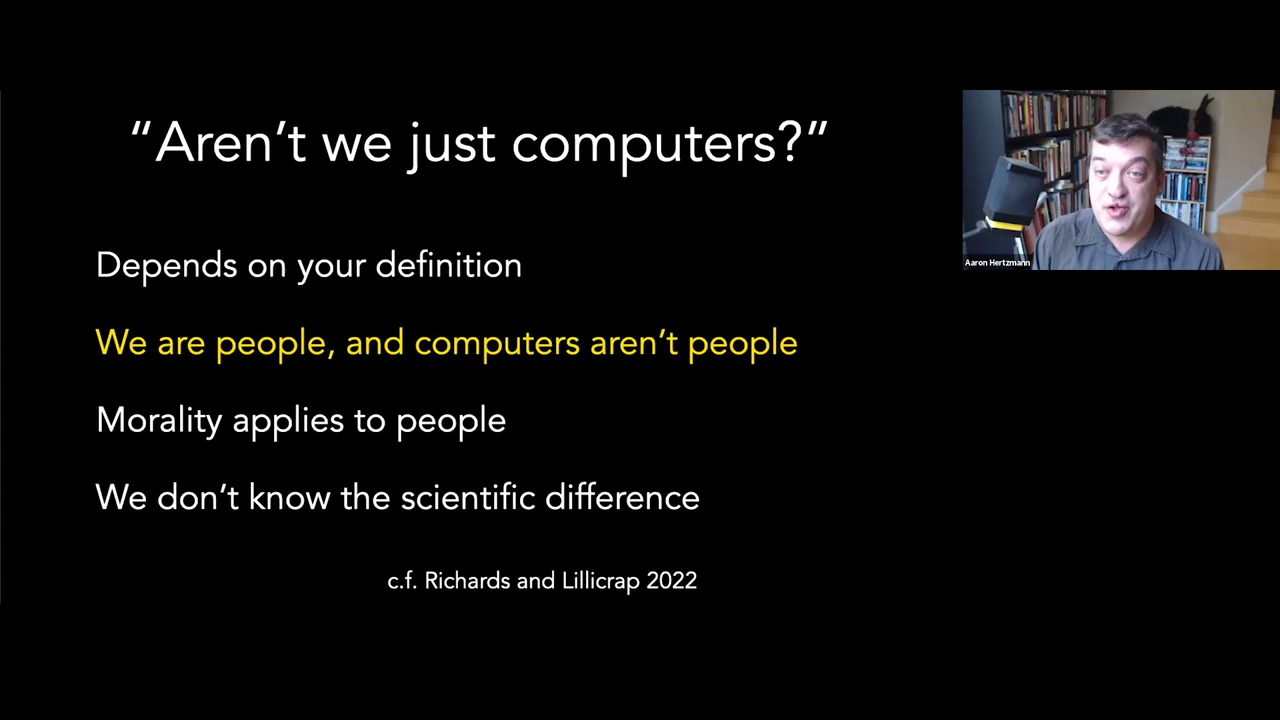 “Aren’t we just computers?”
Depends on your definition
We are people, and computers aren’t people
Morality applies to people
We don’t know the scientific difference
c.f. Richards and Lillicrap 2022
Aaron Hertzmann